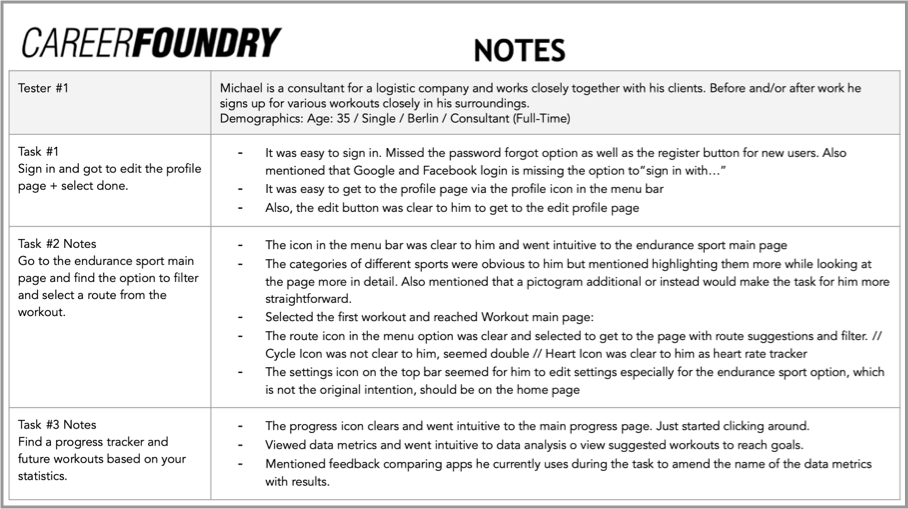 CAREERFOUNDRY
NOTES
Tester #1
Michael is a consultant for a logistic company and works closely together with his clients. Before and/or after work he
signs up for various workouts closely in his surroundings.
Demographics: Age: 35 / Single / Berlin / Consultant (Full-Time)
Task #1
Sign in and got to edit the profile
page + select done.
- It was easy to sign in. Missed the password forgot option as well as the register button for new users. Also
mentioned that Google and Facebook login is missing the option to"sign in with..."
- It was easy to get to the profile page via the profile icon in the menu bar
- Also, the edit button was clear to him to get to the edit profile page
Task #2 Notes
Go to the endurance sport main
page and find the option to filter
and select a route from the
workout.
- The icon in the menu bar was clear to him and went intuitive to the endurance sport main page
- The categories of different sports were obvious to him but mentioned highlighting them more while looking at
the page more in detail. Also mentioned that a pictogram additional or instead would make the task for him more
straightforward.
- Selected the first workout and reached Workout main page:
- The route icon in the menu option was clear and selected to get to the page with route suggestions and filter. //
Cycle Icon was not clear to him, seemed double // Heart Icon was clear to him as heart rate tracker
- The settings icon on the top bar seemed for him to edit settings especially for the endurance sport option, which
is not the original intention, should be on the home page
Task #3 Notes
Find a progress tracker and
future workouts based on your
statistics.
- The progress icon clears and went intuitive to the main progress page. Just started clicking around.
- Viewed data metrics and went intuitive to data analysis o view suggested workouts to reach goals.
- Mentioned feedback comparing apps he currently uses during the task to amend the name of the data metrics
with results.